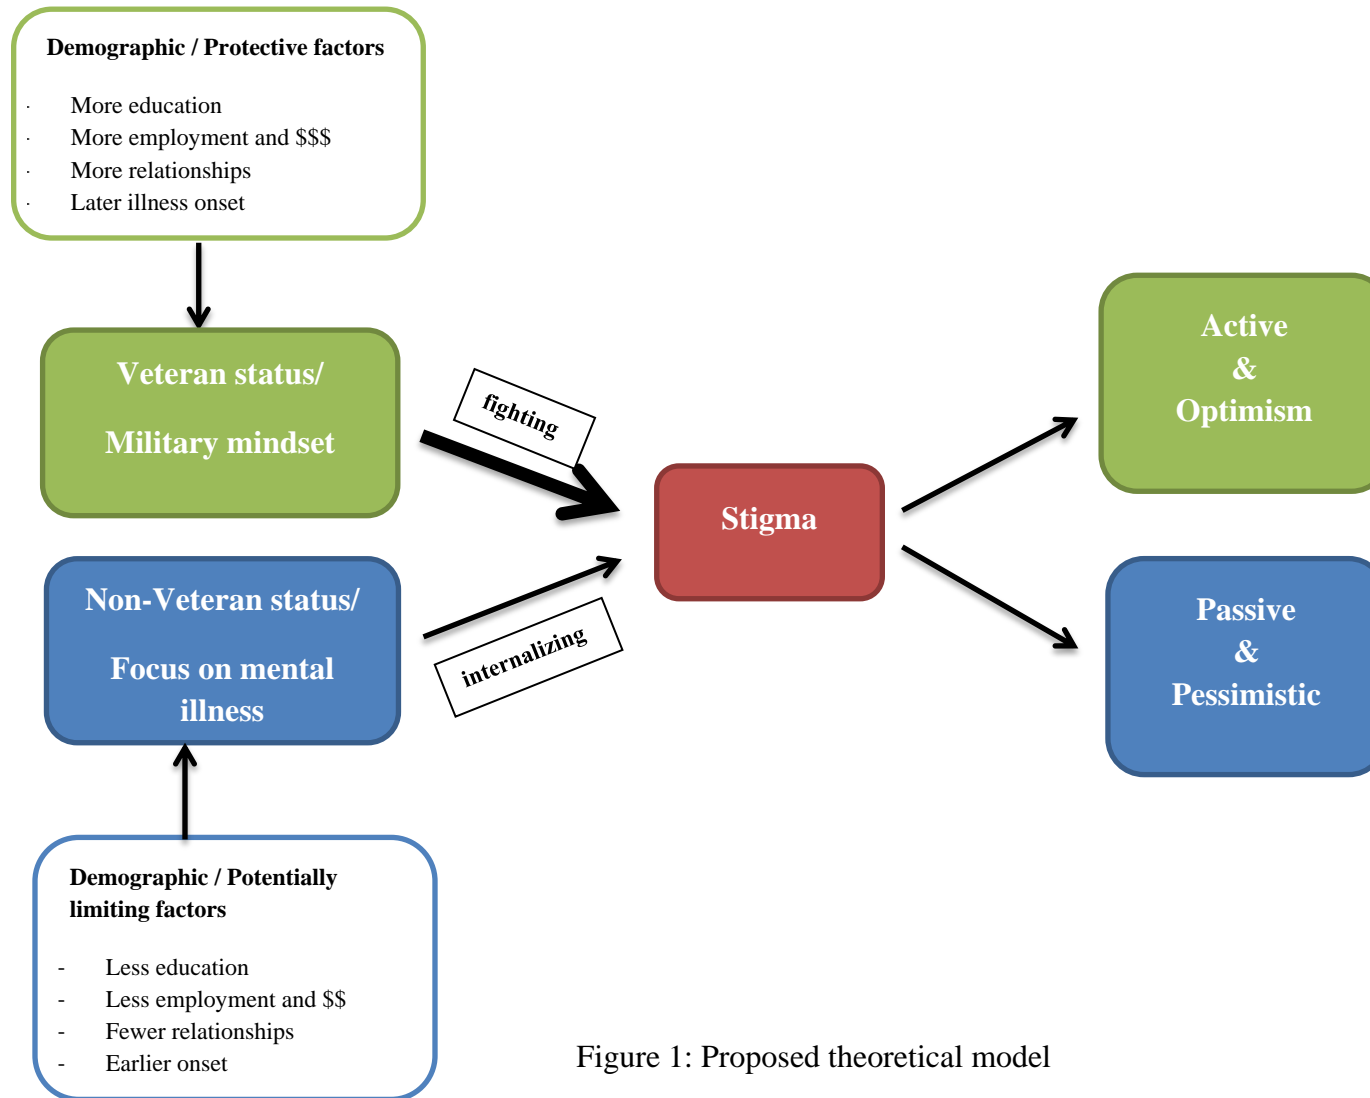 Demographic / Protective factors
· More education
· More employment and $$$
· More relationships
· Later illness onset
Veteran status/
Military mindset
fighting
Active
&
Optimism
Stigma
Non-Veteran status/
Focus on mental
illness
internalizing
Passive
&
Pessimistic
Demographic / Potentially
limiting factors
- Less education
- Less employment and $$
- Fewer relationships
- Earlier onset
Figure 1: Proposed theoretical model